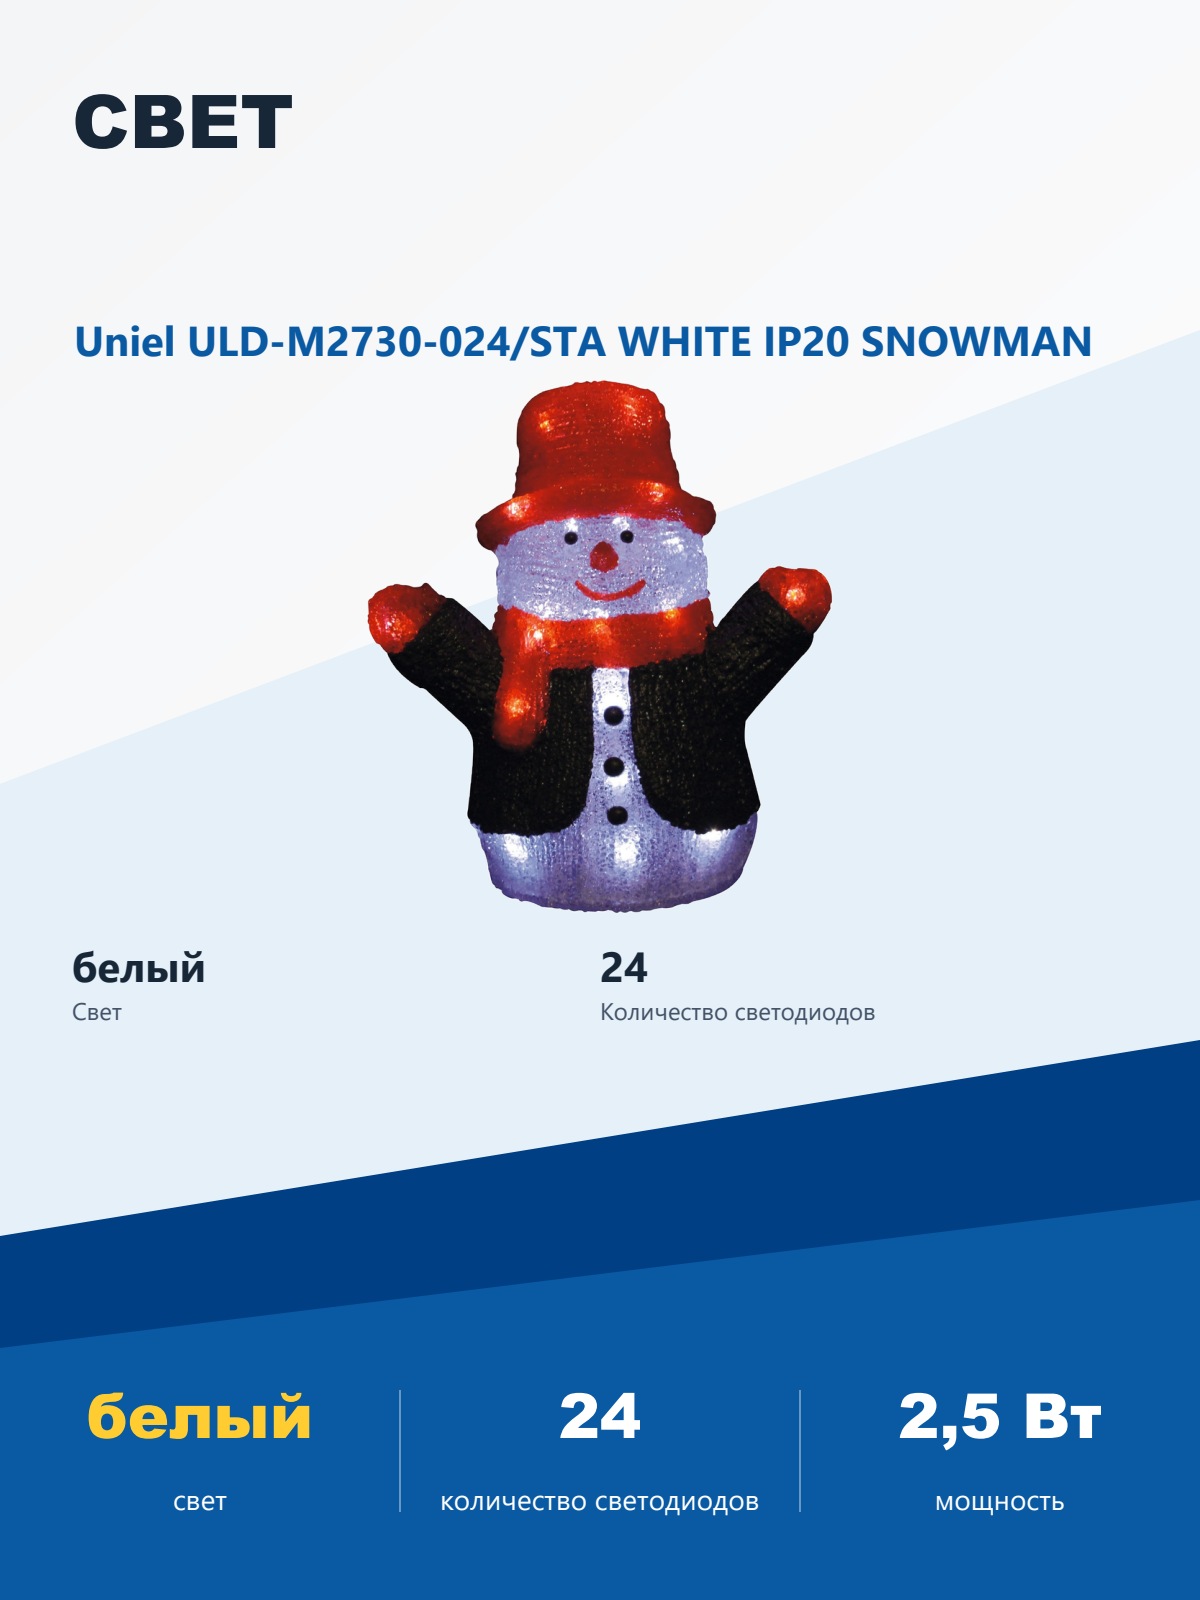 СВЕТ
Uniel ULD-M2730-024/STA WHITE IP20 SNOWMAN
белый
Свет
24
Количество светодиодов
белый
свет
24
количество светодиодов
2,5 Вт
мощность